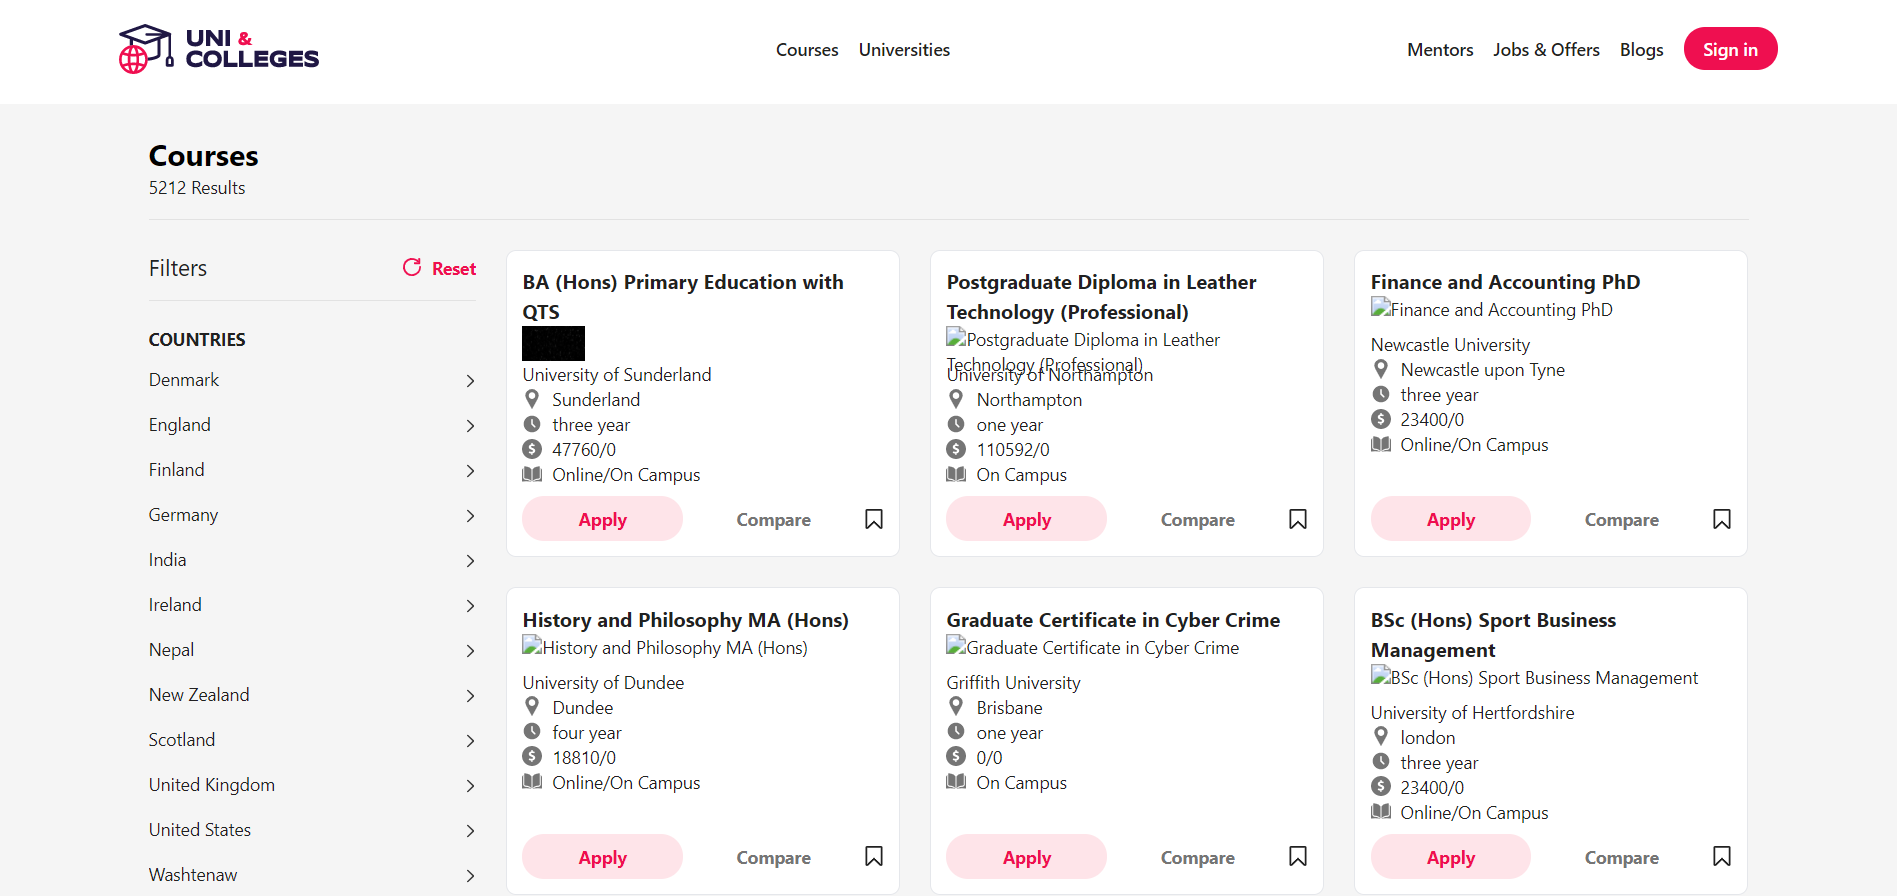 UNI &
COLLEGES
Courses Universities
Mentors Jobs & Offers Blogs Sign in
Courses
5212 Results
Filters
Reset
COUNTRIES
Denmark
England
Finland
Germany
India
Ireland
Nepal
New Zealand
Scotland
United Kingdom
United States
Washtenaw
BA (Hons) Primary Education with
QTS
University of Sunderland
Sunderland
three year
47760/0
Online/On Campus
Apply Compare
Postgraduate Diploma in Leather
Technology (Professional)
Postgraduate Diploma in Leather
Technology (Professional)
University of Northampton
Northampton
one year
110592/0
On Campus
Apply Compare
Finance and Accounting PhD
Finance and Accounting PhD
Newcastle University
Newcastle upon Tyne
three year
23400/0
Online/On Campus
Apply Compare
History and Philosophy MA (Hons)
History and Philosophy MA (Hons)
University of Dundee
Dundee
four year
18810/0
Online/On Campus
Apply Compare
Graduate Certificate in Cyber Crime
Graduate Certificate in Cyber Crime
Griffith University
Brisbane
one year
0/0
On Campus
Apply Compare
BSc (Hons) Sport Business
Management
BSc (Hons) Sport Business Management
University of Hertfordshire
london
three year
23400/0
Online/On Campus
Apply Compare